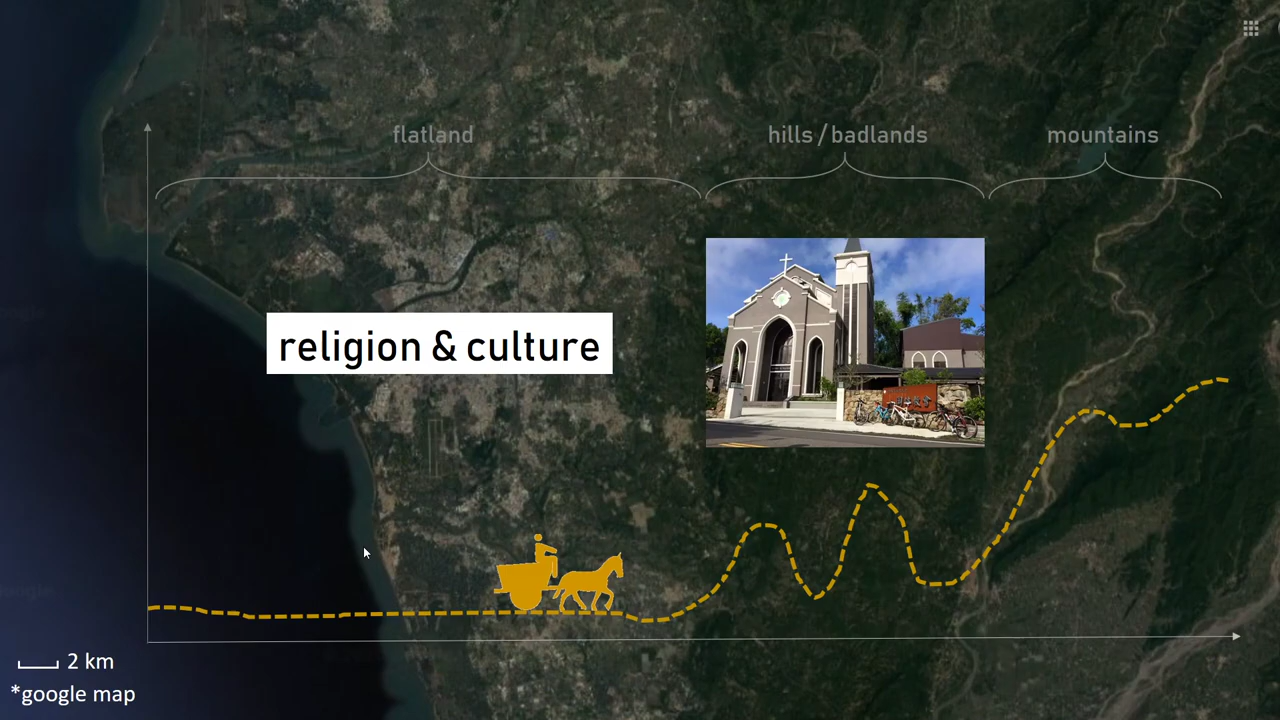 flatland
hills / badlands
mountains
religion & culture
2 km
*google map